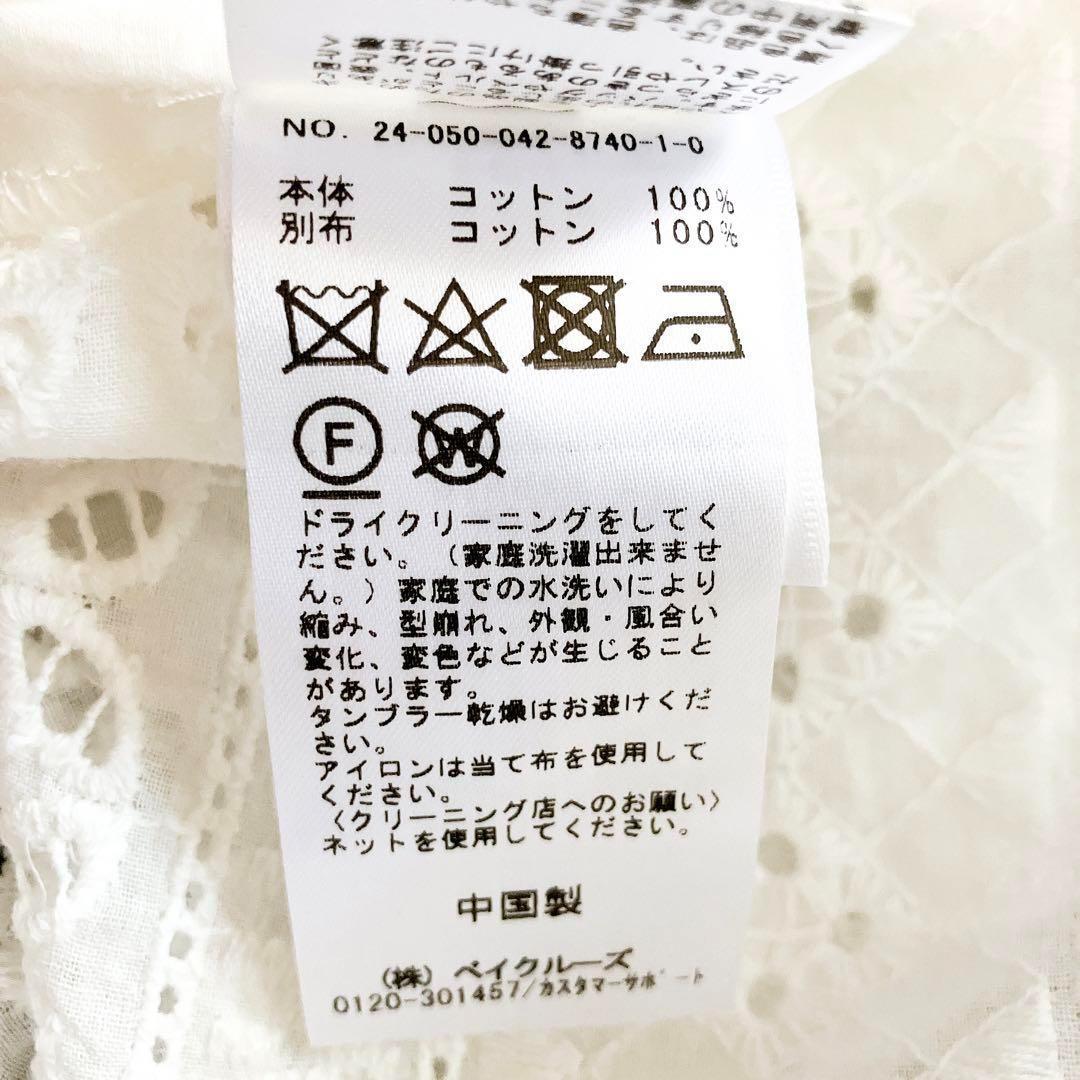 NO. 24-050-042-8740-1-0
本体 コットン 100%
別布 コットン 100%
F
W
ドライクリーニングをしてく
ださい。(家庭洗濯出来ませ
ん。)家庭での水洗いにより
縮み、型崩れ、外観・風合い
変化、変色などが生じること
があります。
タンブラー乾燥はお避けくだ
さい。
アイロンは当て布を使用して
ください。
〈クリーニング店へのお願い〉
ネットを使用してください。
中国製
(株) ベイクルーズ
0120-301457/カスタマーサポート